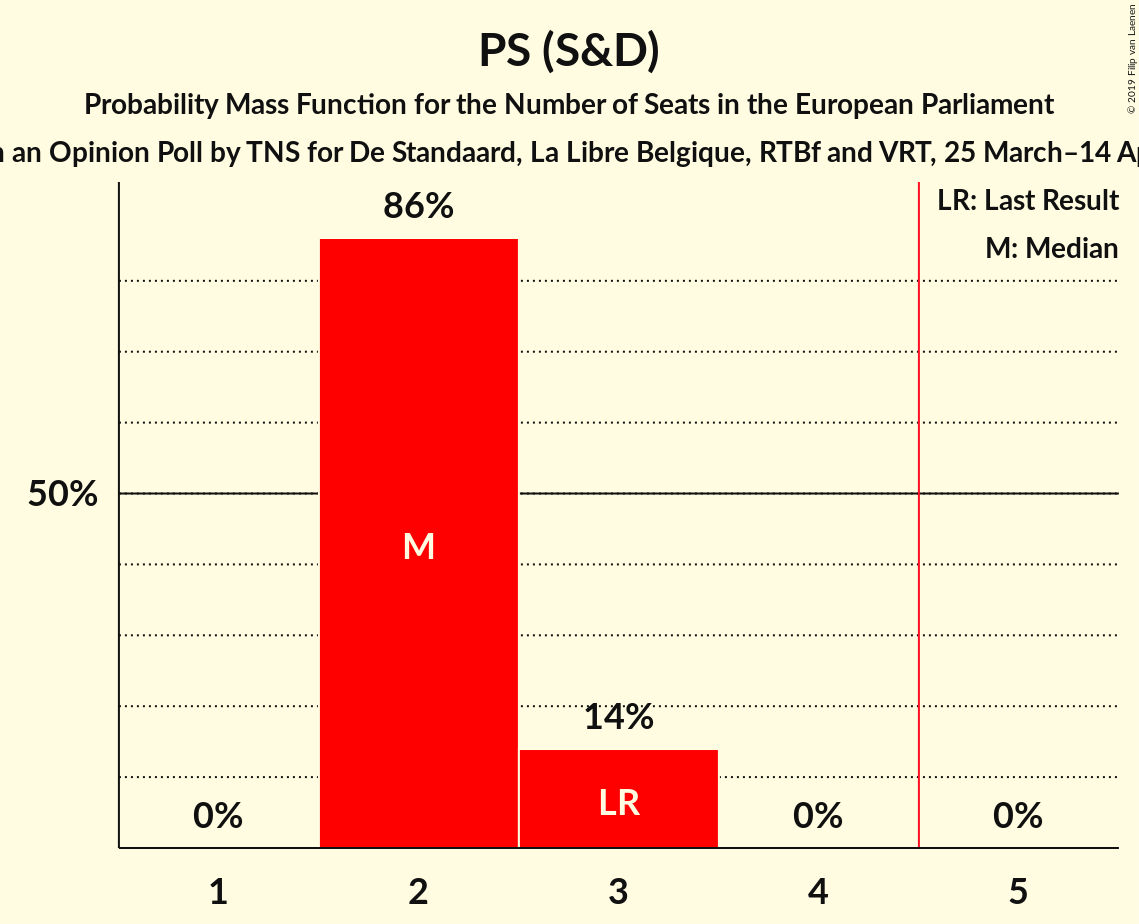 PS (S&D)
Probability Mass Function for the Number of Seats in the European Parliament
an Opinion Poll by TNS for De Standaard, La Libre Belgique, RTBf and VRT, 25 March–14
© 2019 Filip van Laenen
LR: Last Result
M: Median
86%
50%
M
14%
LR
0%
0%
0%
1
2
3
4
5